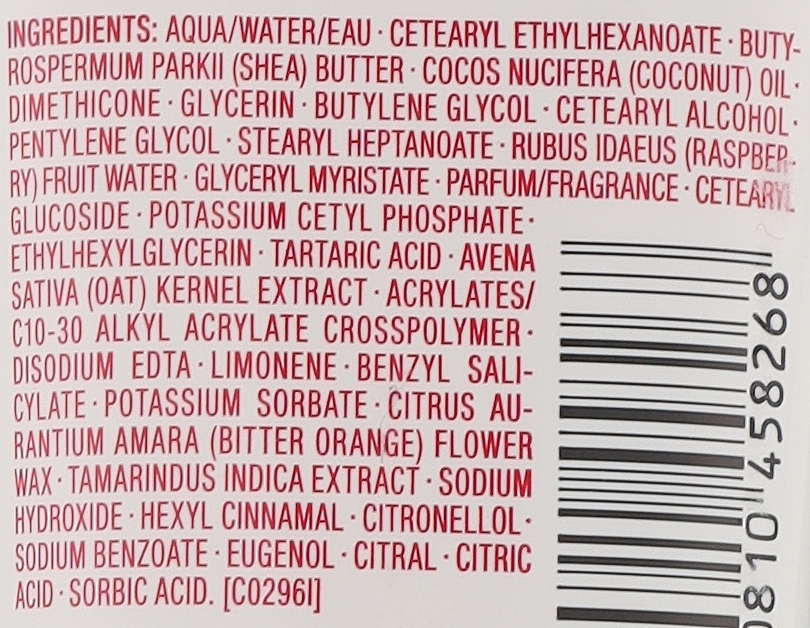 INGREDIENTS: AQUA/WATER/EAU · CETEARYL ETHYLHEXANOATE · BUTY-
ROSPERMUM PARKII (SHEA) BUTTER · COCOS NUCIFERA (COCONUT) OIL ·
DIMETHICONE · GLYCERIN · BUTYLENE GLYCOL · CETEARYL ALCOHOL ·
PENTYLENE GLYCOL · STEARYL HEPTANOATE · RUBUS IDAEUS (RASPBER-
RY) FRUIT WATER · GLYCERYL MYRISTATE · PARFUM/FRAGRANCE · CETEARYL
GLUCOSIDE · POTASSIUM CETYL PHOSPHATE ·
ETHYLHEXYLGLYCERIN · TARTARIC ACID · AVENA
SATIVA (OAT) KERNEL EXTRACT · ACRYLATES/
C10-30 ALKYL ACRYLATE CROSSPOLYMER ·
DISODIUM EDTA · LIMONENE · BENZYL SALI-
CYLATE · POTASSIUM SORBATE · CITRUS AU-
RANTIUM AMARA (BITTER ORANGE) FLOWER
WAX · TAMARINDUS INDICA EXTRACT · SODIUM
HYDROXIDE · HEXYL CINNAMAL · CITRONELLOL ·
SODIUM BENZOATE · EUGENOL · CITRAL · CITRIC
ACID · SORBIC ACID. [C0296I]
0810 458268